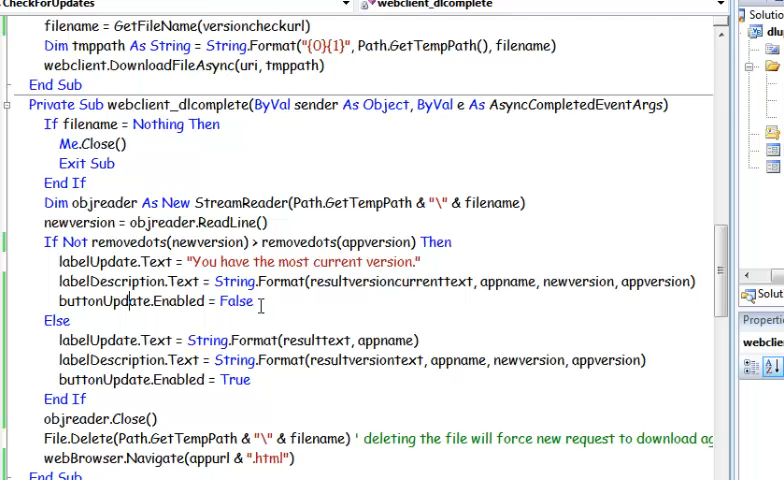 CheckForUpdates
webclient_dlcomplete
filename = GetFileName(versioncheckurl)
Dim tmppath As String = String.Format("{0}{1}", Path.GetTempPath(), filename)
webclient.DownloadFileAsync(uri, tmppath)
End Sub
Private Sub webclient_dlcomplete(ByVal sender As Object, ByVal e As AsyncCompletedEventArgs)
If filename = Nothing Then
Me.Close()
Exit Sub
End If
Dim objreader As New StreamReader(Path.GetTempPath & "\" & filename)
newversion = objreader.ReadLine()
If Not removedots(newversion) > removedots(appversion) Then
labelUpdate.Text = "You have the most current version."
labelDescription.Text = String.Format(resultversioncurrenttext, appname, newversion, appversion)
buttonUpdate.Enabled = False
Else
labelUpdate.Text = String.Format(resulttext, appname)
labelDescription.Text = String.Format(resultversiontext, appname, newversion, appversion)
buttonUpdate.Enabled = True
End If
objreader.Close()
File.Delete(Path.GetTempPath & "\" & filename) ' deleting the file will force new request to download ag
webBrowser.Navigate(appurl & ".html")
End Sub
Solutio
dlup
Solut
Properti
webclie